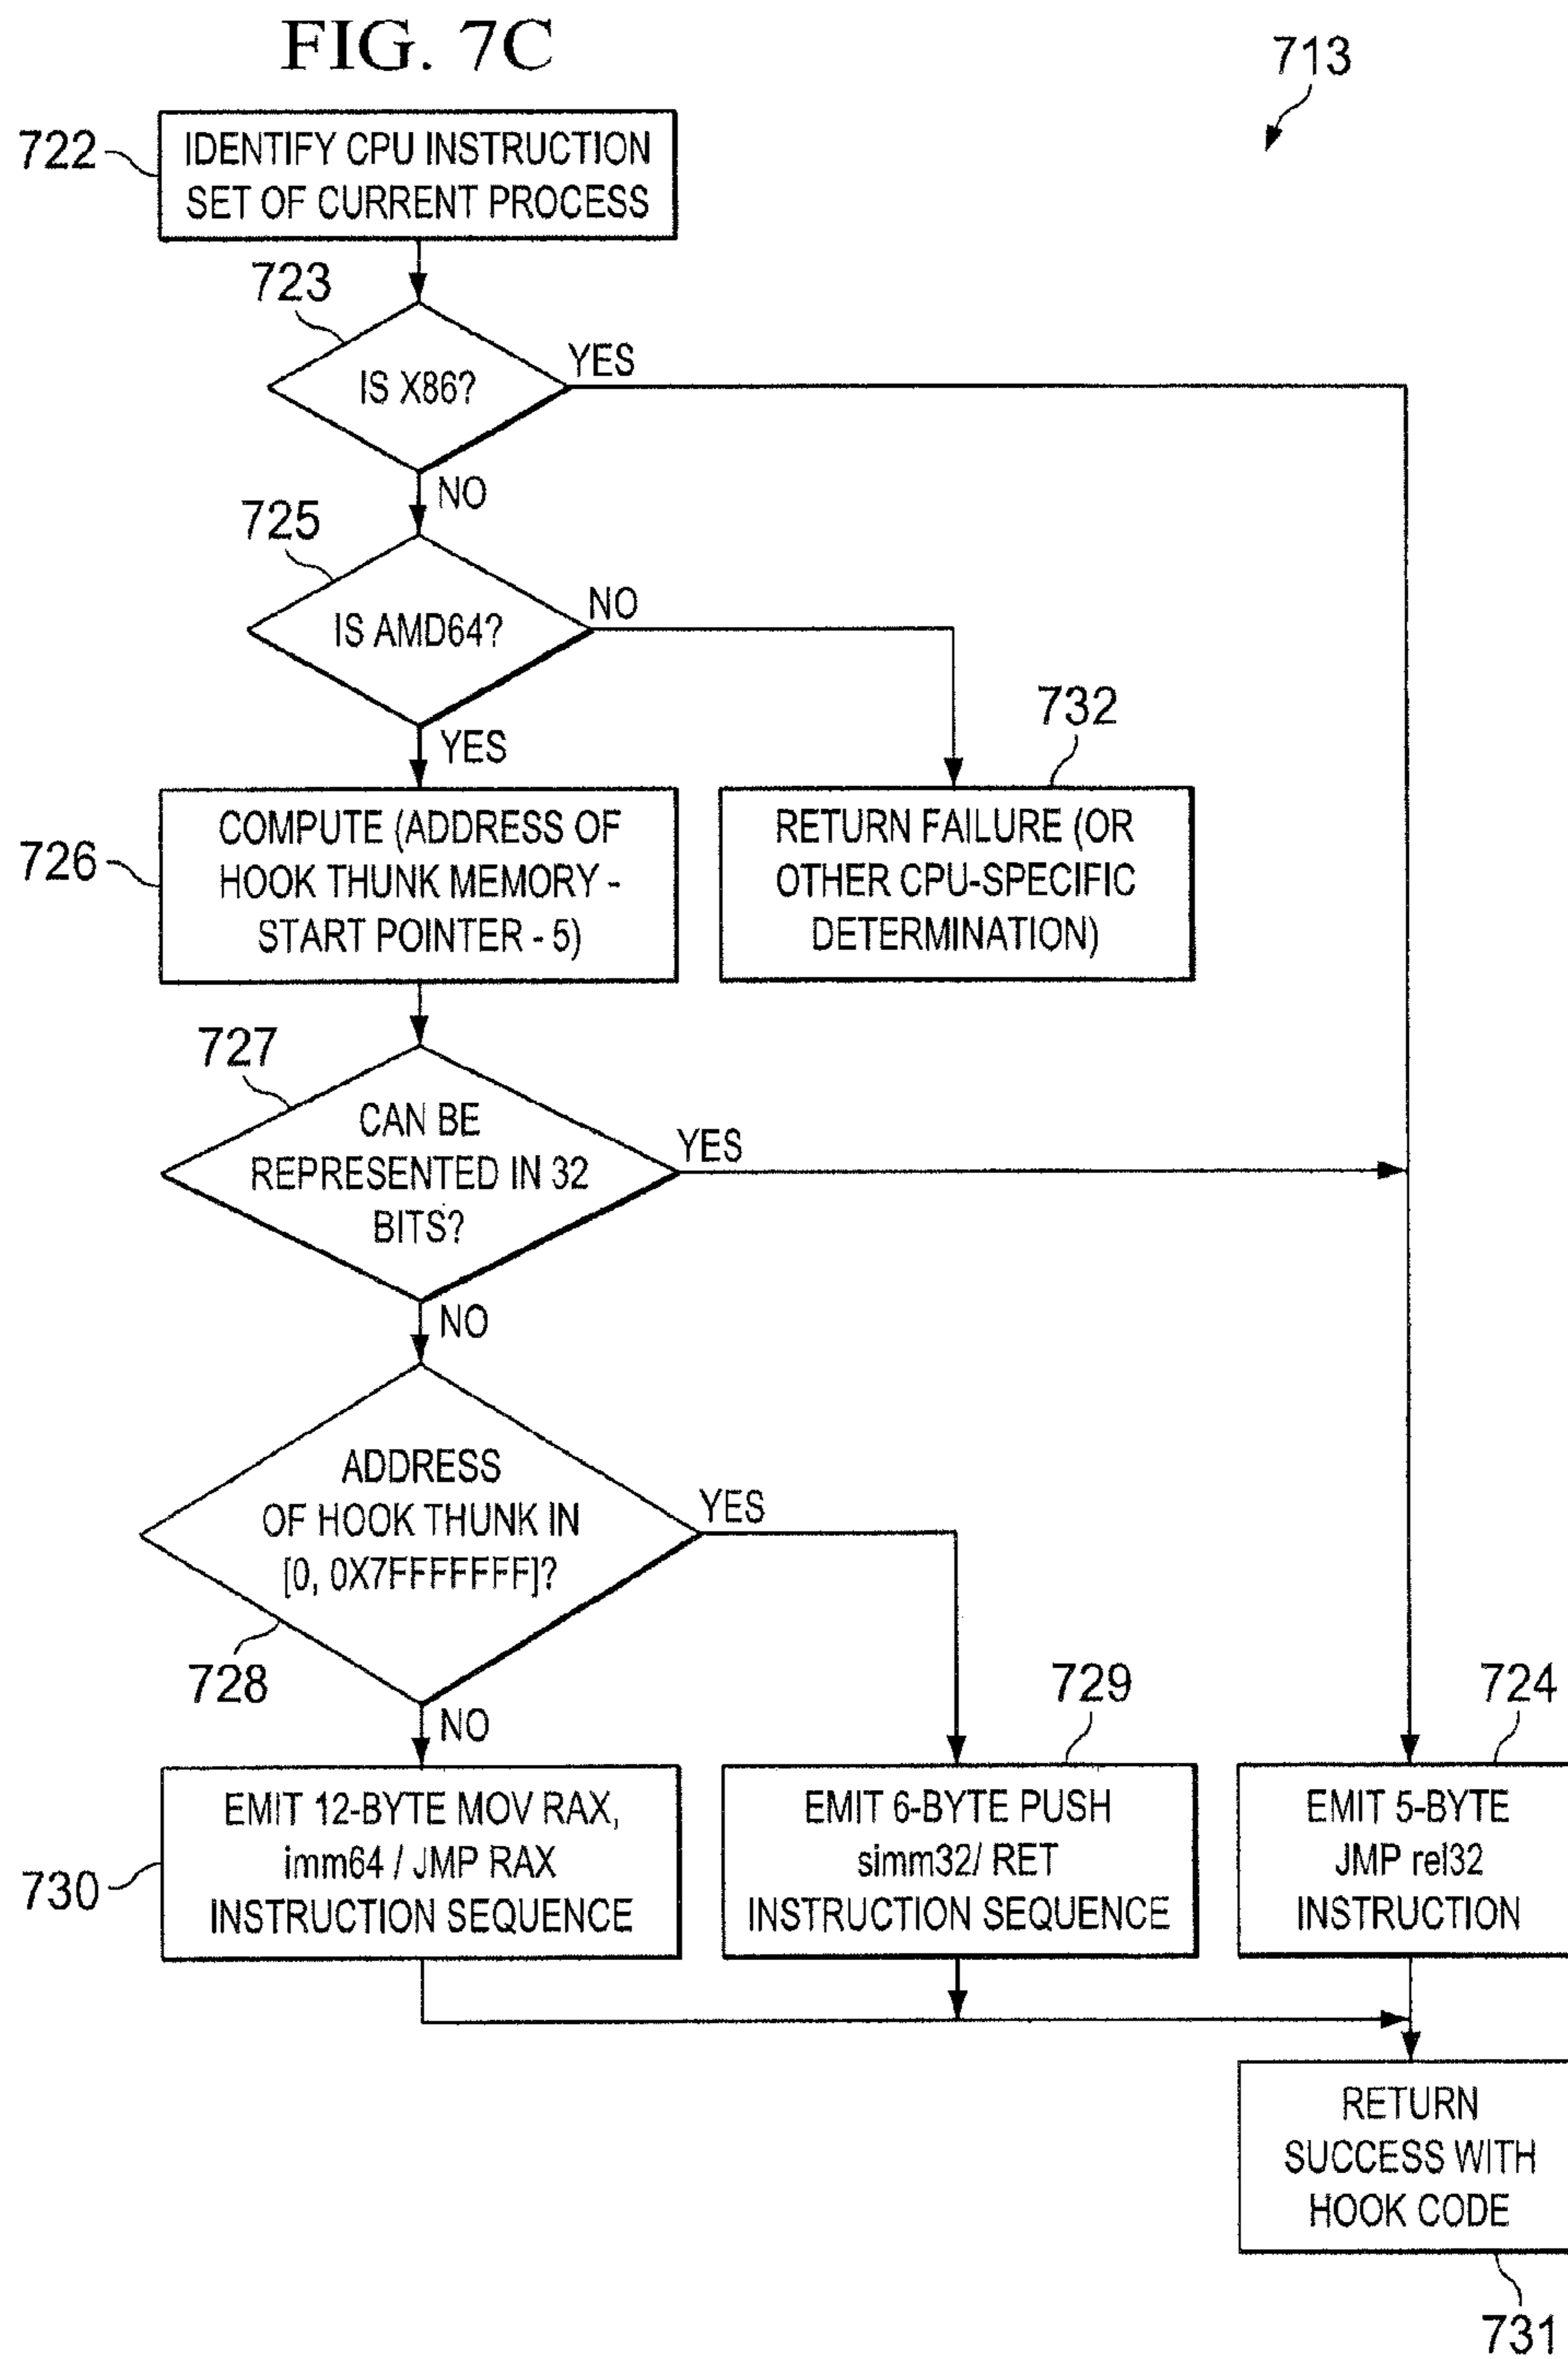 FIG. 7C
713
722
IDENTIFY CPU INSTRUCTION
SET OF CURRENT PROCESS
723
IS X86?
YES
NO
725
IS AMD64?
NO
YES
732
726
COMPUTE (ADDRESS OF
HOOK THUNK MEMORY -
START POINTER - 5)
RETURN FAILURE (OR
OTHER CPU-SPECIFIC
DETERMINATION)
727
CAN BE
REPRESENTED IN 32
BITS?
YES
NO
ADDRESS
OF HOOK THUNK IN
[0, 0X7FFFFFFF]?
YES
728
NO
729
724
730
EMIT 12-BYTE MOV RAX,
imm64 / JMP RAX
INSTRUCTION SEQUENCE
EMIT 6-BYTE PUSH
simm32/ RET
INSTRUCTION SEQUENCE
EMIT 5-BYTE
JMP rel32
INSTRUCTION
RETURN
SUCCESS WITH
HOOK CODE
731